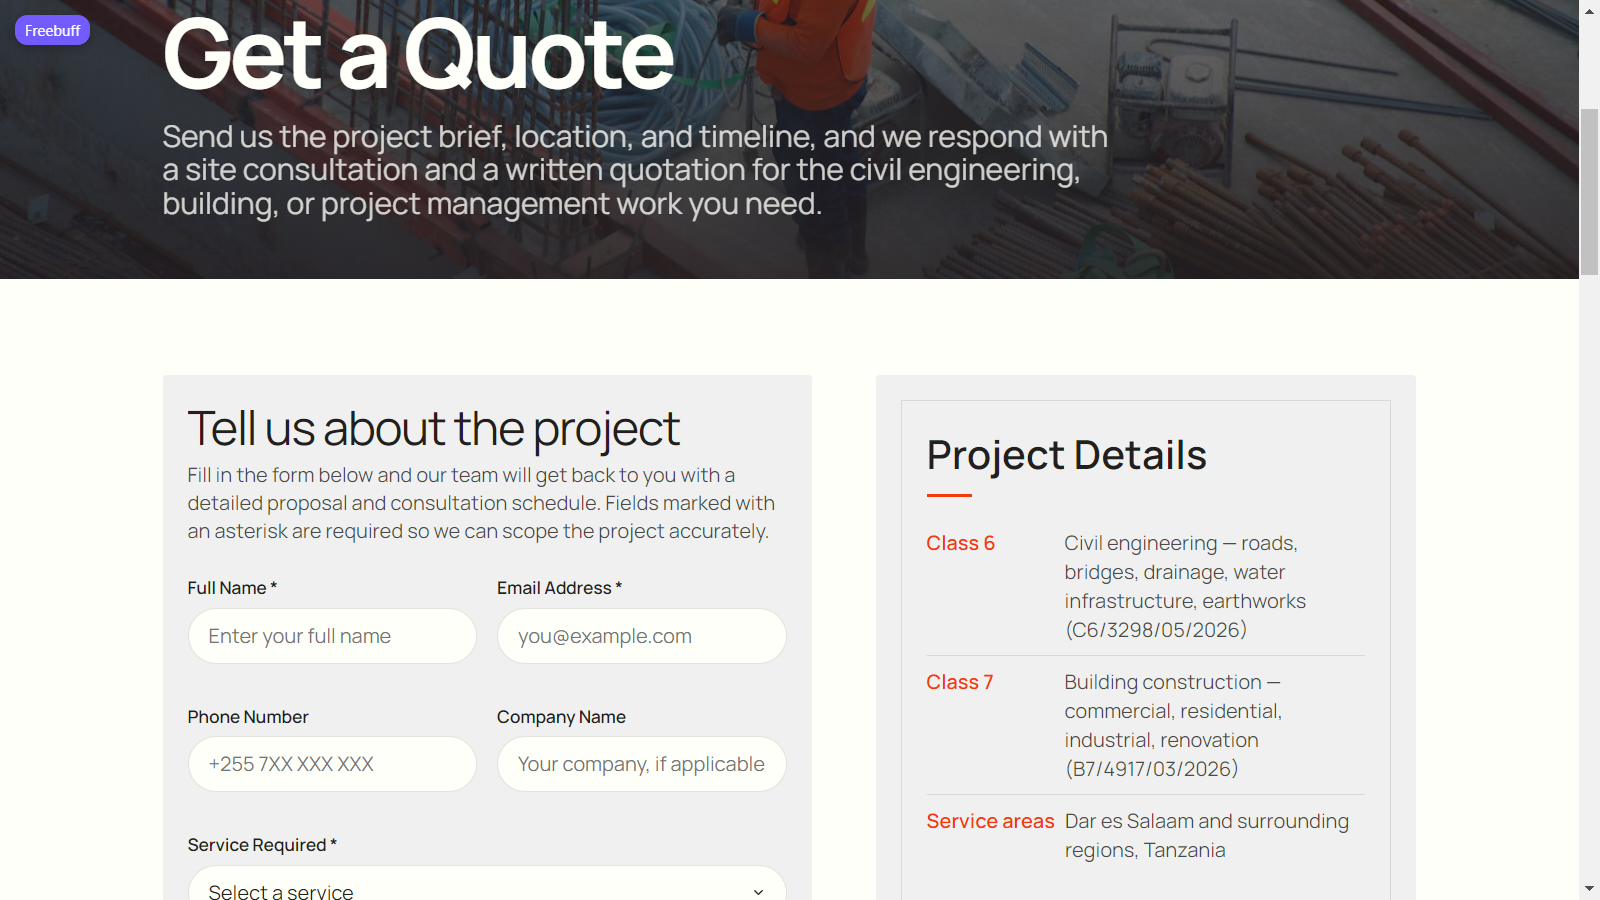 Freebuff
Get a Quote
Send us the project brief, location, and timeline, and we respond with
a site consultation and a written quotation for the civil engineering,
building, or project management work you need.
Tell us about the project
Fill in the form below and our team will get back to you with a
detailed proposal and consultation schedule. Fields marked with
an asterisk are required so we can scope the project accurately.
Full Name *
Enter your full name
Email Address *
you@example.com
Phone Number
+255 7XX XXX XXX
Company Name
Your company, if applicable
Service Required *
Select a service
Project Details
Class 6
Civil engineering — roads,
bridges, drainage, water
infrastructure, earthworks
(C6/3298/05/2026)
Class 7
Building construction —
commercial, residential,
industrial, renovation
(B7/4917/03/2026)
Service areas
Dar es Salaam and surrounding
regions, Tanzania